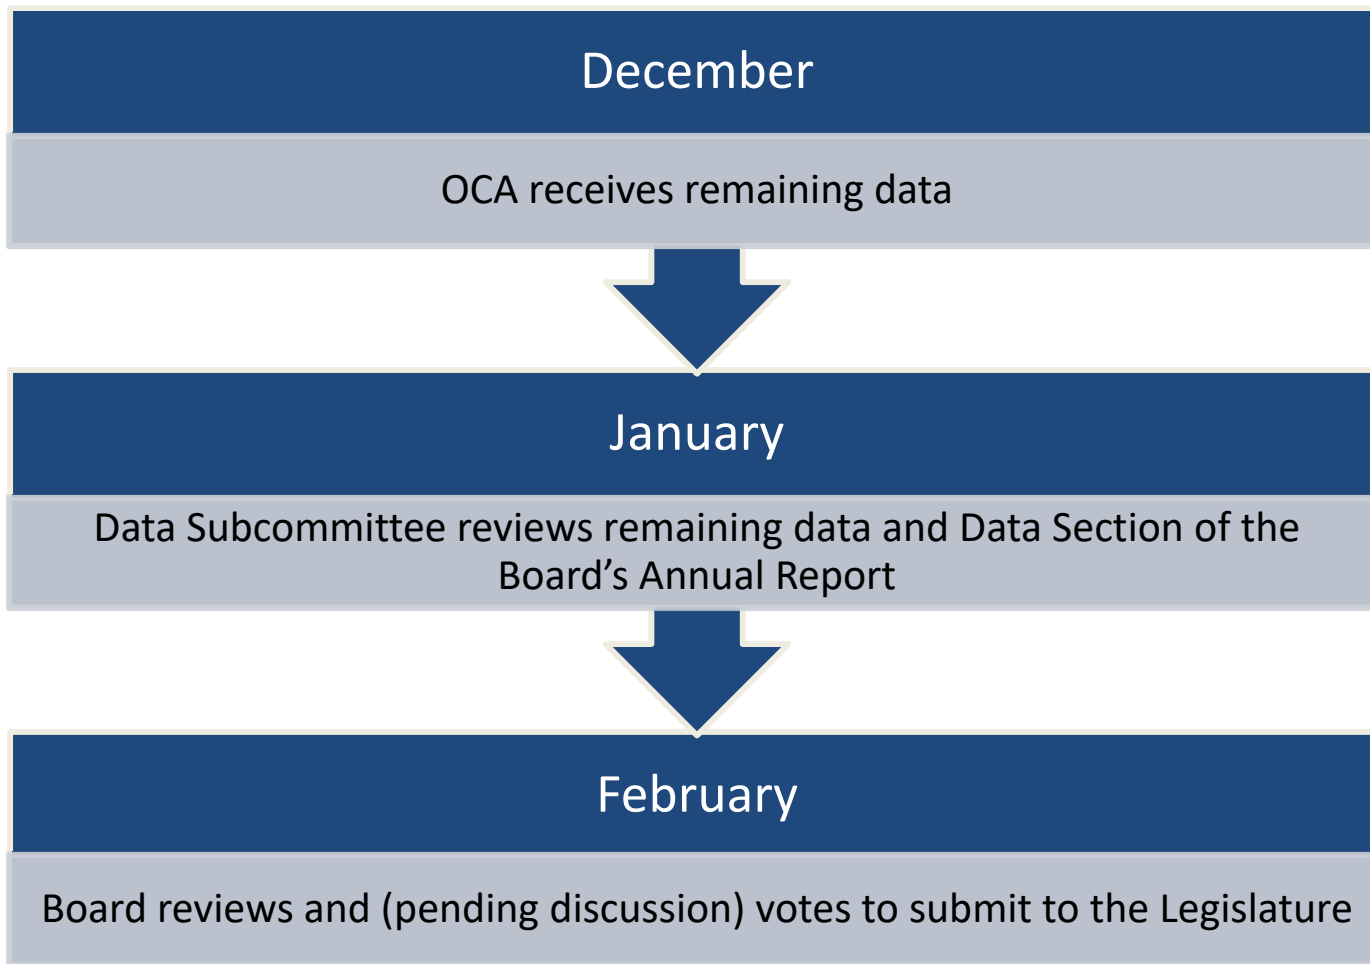 December
OCA receives remaining data
January
Data Subcommittee reviews remaining data and Data Section of the
Board’s Annual Report
February
Board reviews and (pending discussion) votes to submit to the Legislature